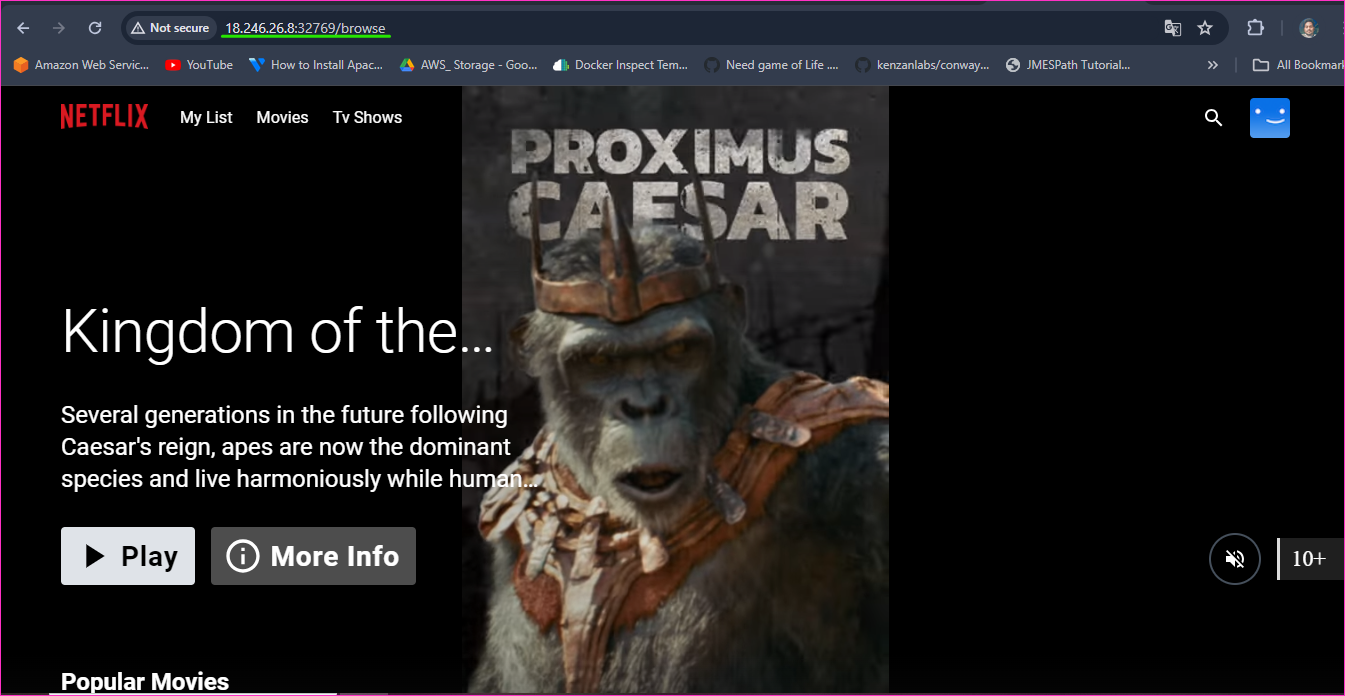 Not secure 18.246.26.8:32769/browse
Amazon Web Servic... YouTube How to Install Apac... AWS_ Storage - Goo... Docker Inspect Tem... Need game of Life .... kenzanlabs/conway... JMESPath Tutorial... » All Bookmar
NETFLIX My List Movies Tv Shows
PROXIMUS
CAESAR
Kingdom of the...
Several generations in the future following
Caesar's reign, apes are now the dominant
species and live harmoniously while human...
Play More Info
10+
Popular Movies